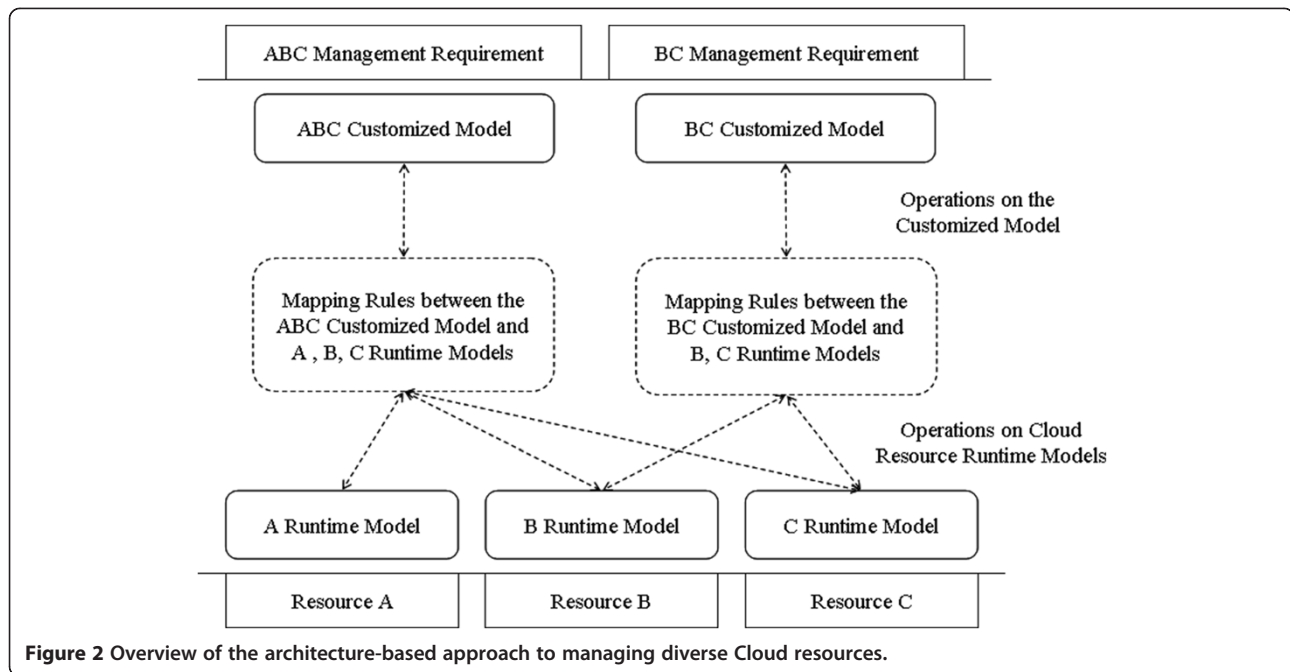 ABC Management Requirement
BC Management Requirement
ABC Customized Model
BC Customized Model
Operations on the
Customized Model
Mapping Rules between the
ABC Customized Model and
A , B, C Runtime Models
Mapping Rules between the
BC Customized Model and
B, C Runtime Models
Operations on Cloud
Resource Runtime Models
A Runtime Model
B Runtime Model
C Runtime Model
Resource A
Resource B
Resource C
Figure 2 Overview of the architecture-based approach to managing diverse Cloud resources.